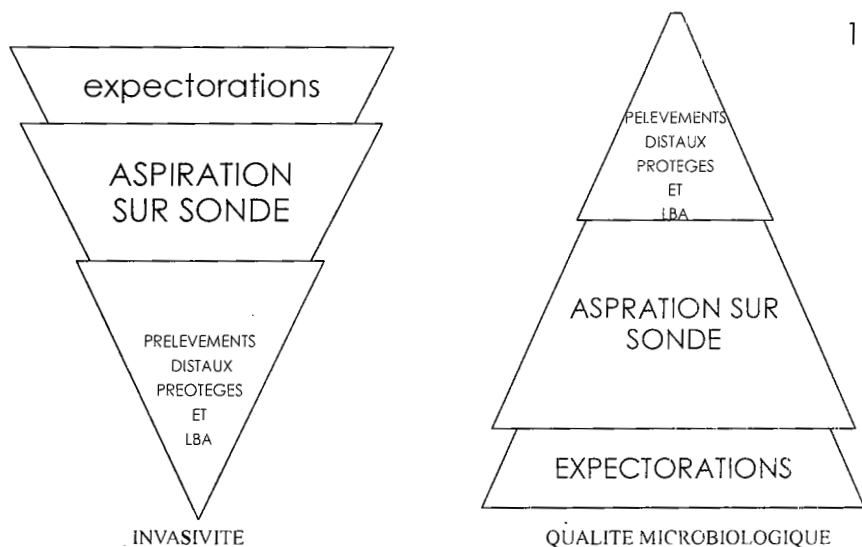 1
expectorations
ASPIRATION
SUR SONDE
PRELEVEMENTS
DISTAUX
PREOTEGES
ET
LBA
INVASIVITE
PELEVEMENTS
DISTAUX
PROTEGES
ET
LBA
ASPRATION SUR
SONDE
EXPECTORATIONS
QUALITE MICROBIOLOGIQUE